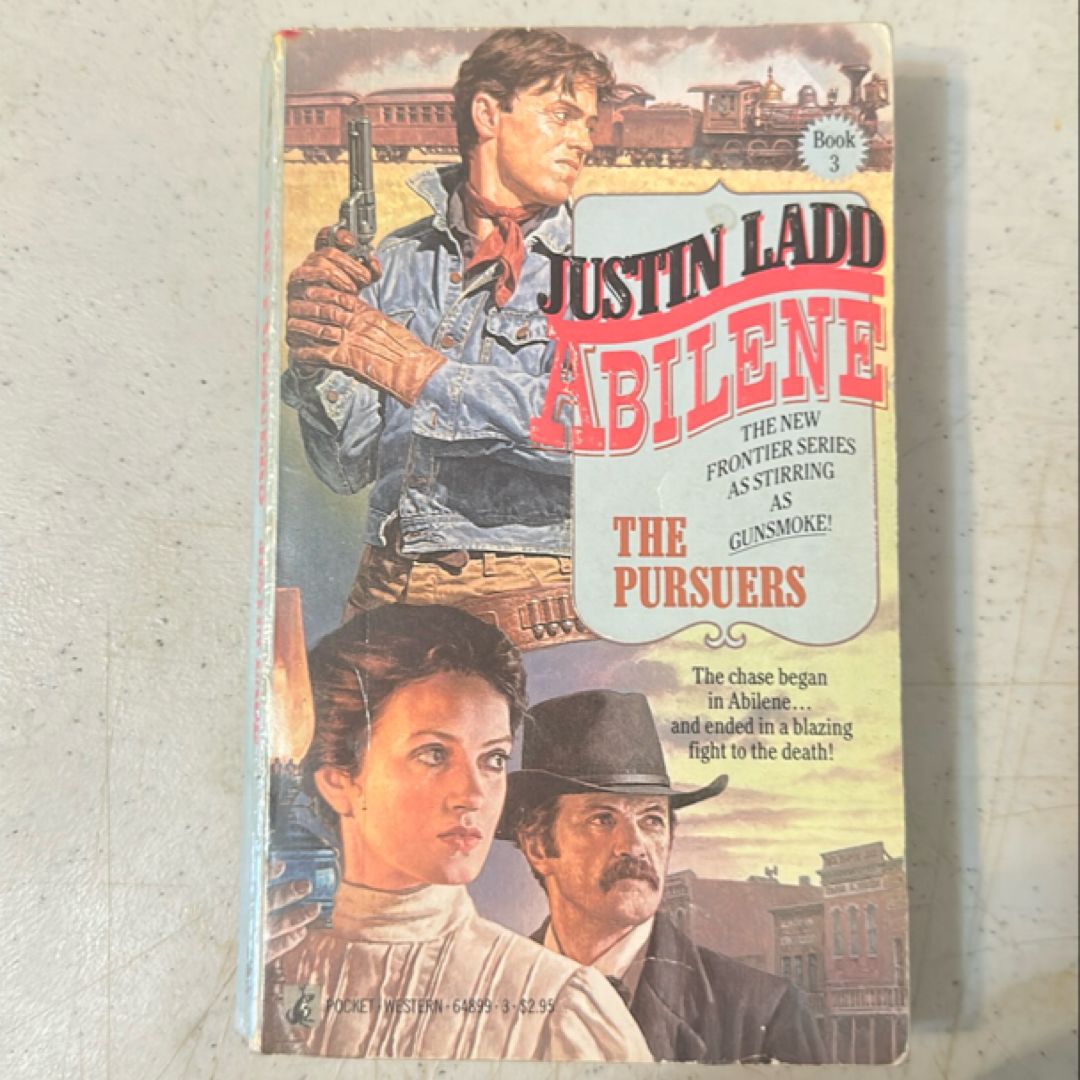 Book
3
JUSTIN LADD
ABILENE
THE NEW
FRONTIER SERIES
AS STIRRING
AS
GUNSMOKE!
THE
PURSUERS
The chase began
in Abilene...
and ended in a blazing
fight to the death!
POCKET · WESTERN · 64899 · 3 · $2.95